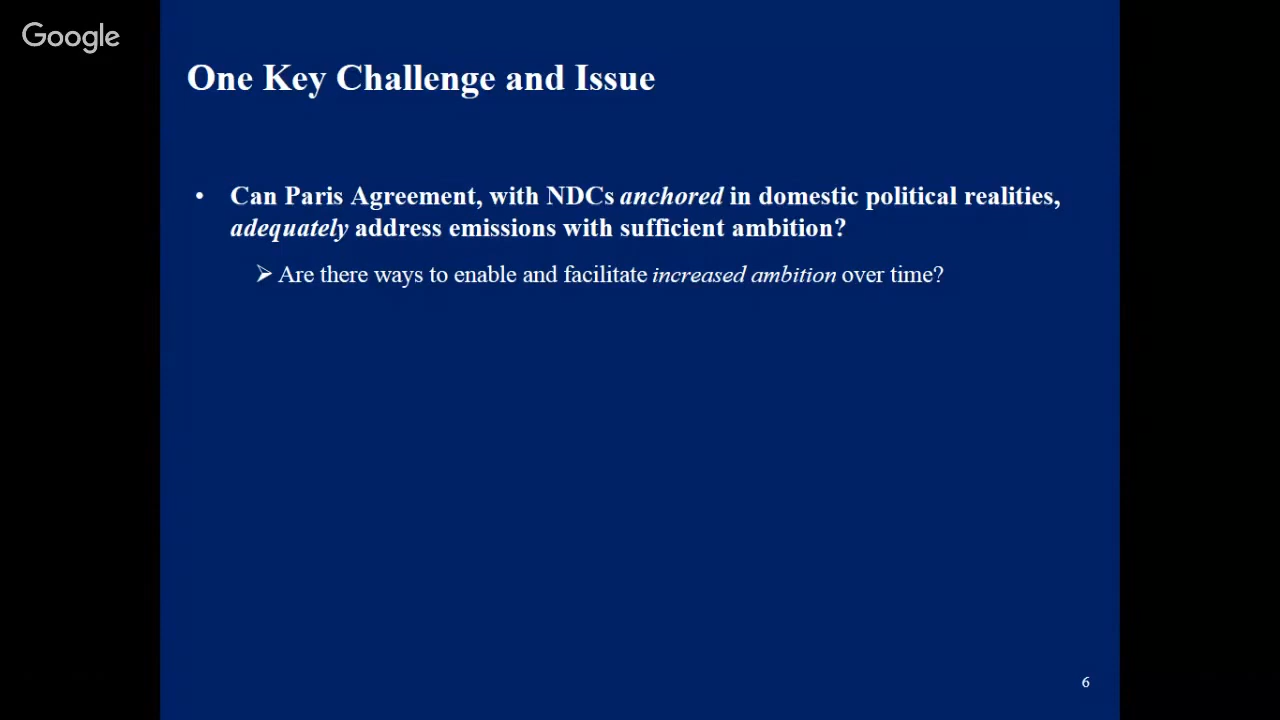 Google
One Key Challenge and Issue
• Can Paris Agreement, with NDCs anchored in domestic political realities,
adequately address emissions with sufficient ambition?
➢ Are there ways to enable and facilitate increased ambition over time?
6